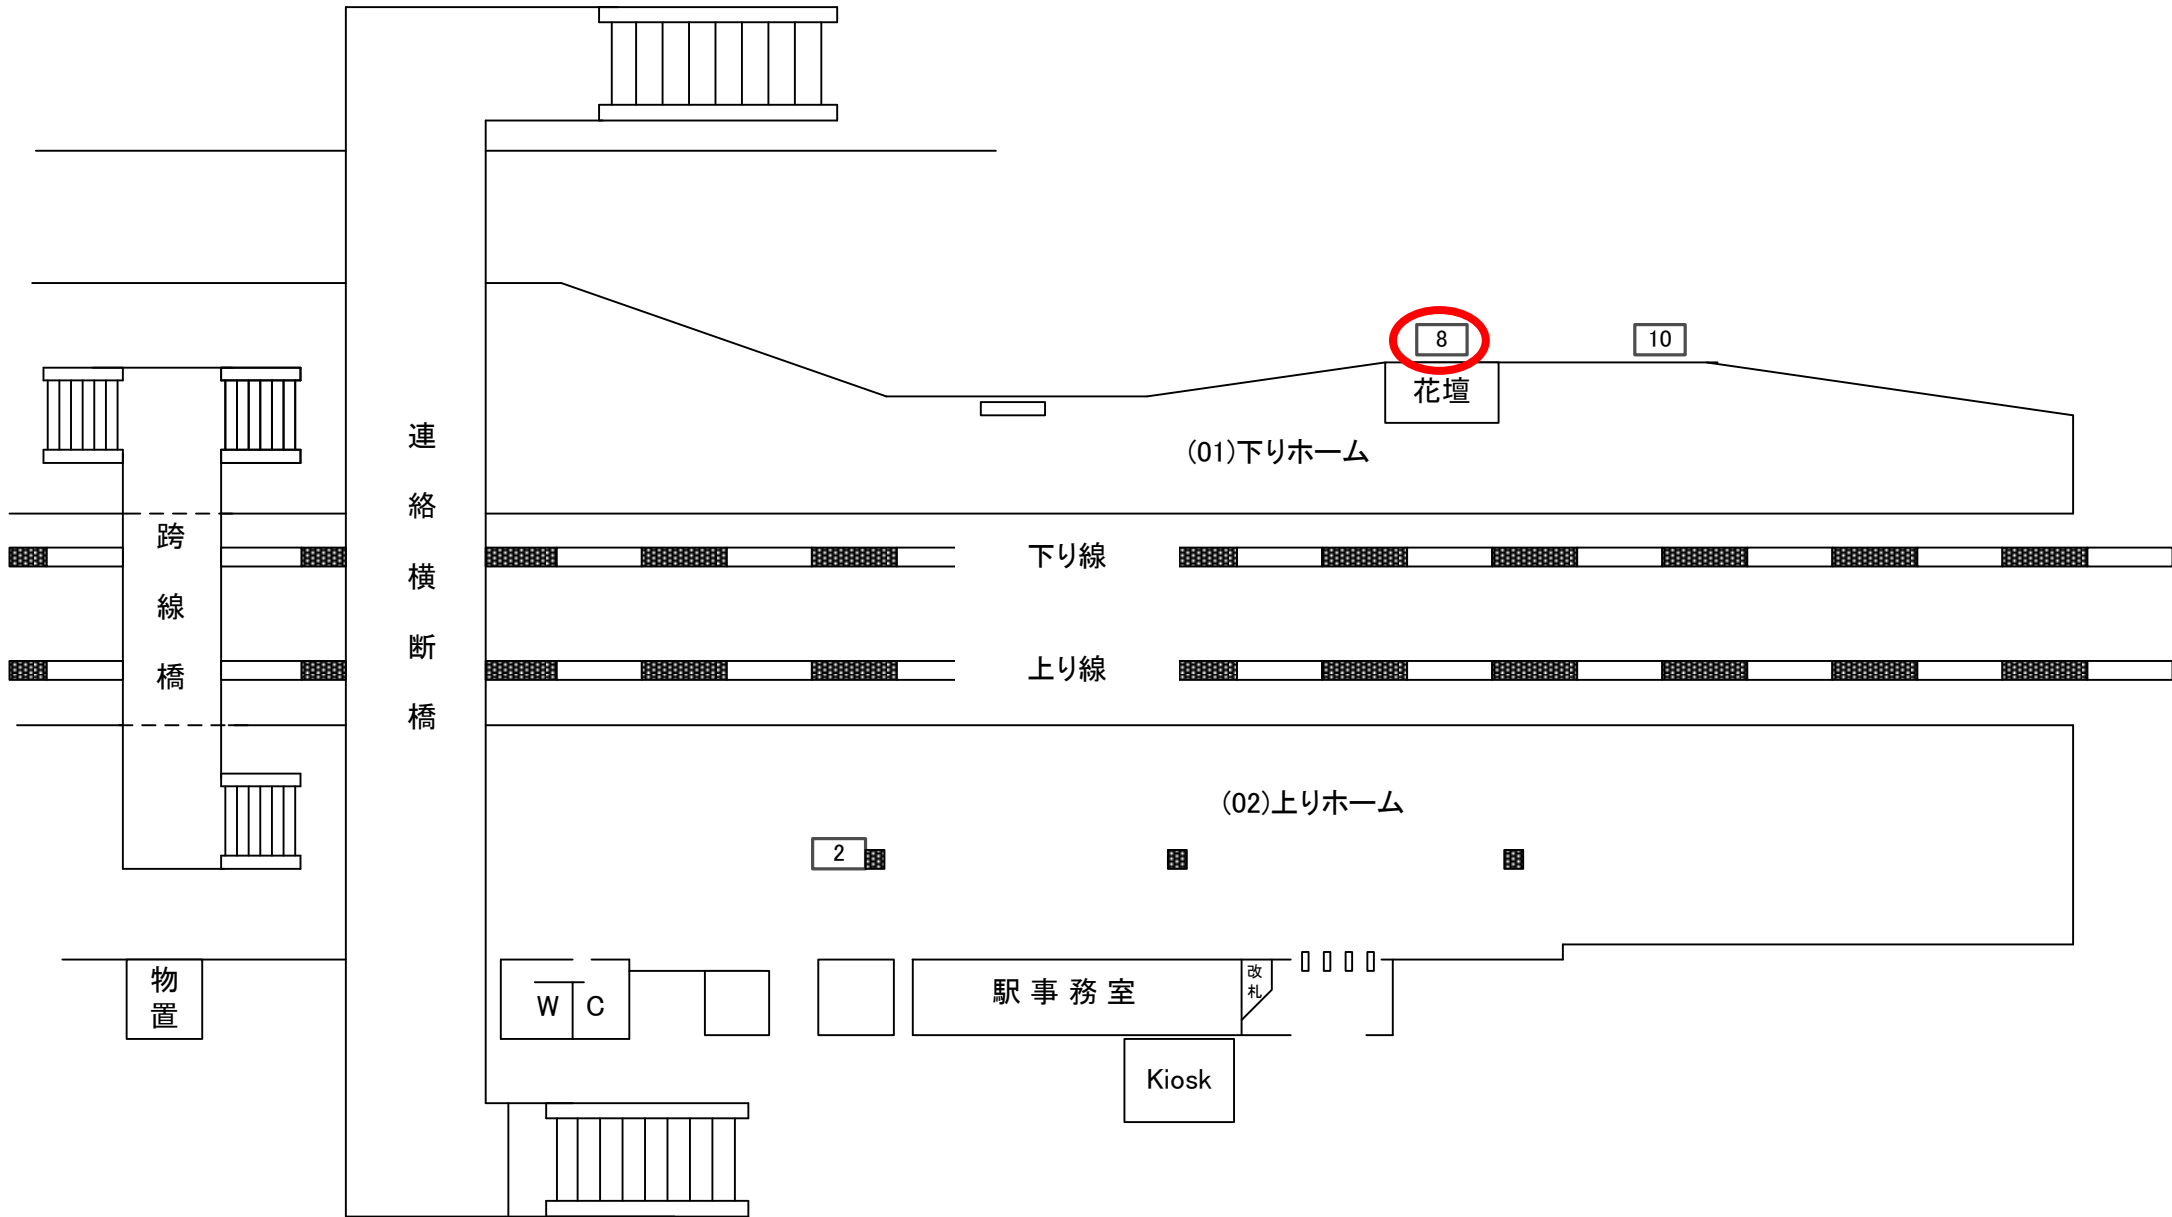 8
10
花壇
(01)下りホーム
連絡横断橋
跨線橋
下り線
上り線
(02)上りホーム
2
物置
W C
駅事務室
改札
Kiosk